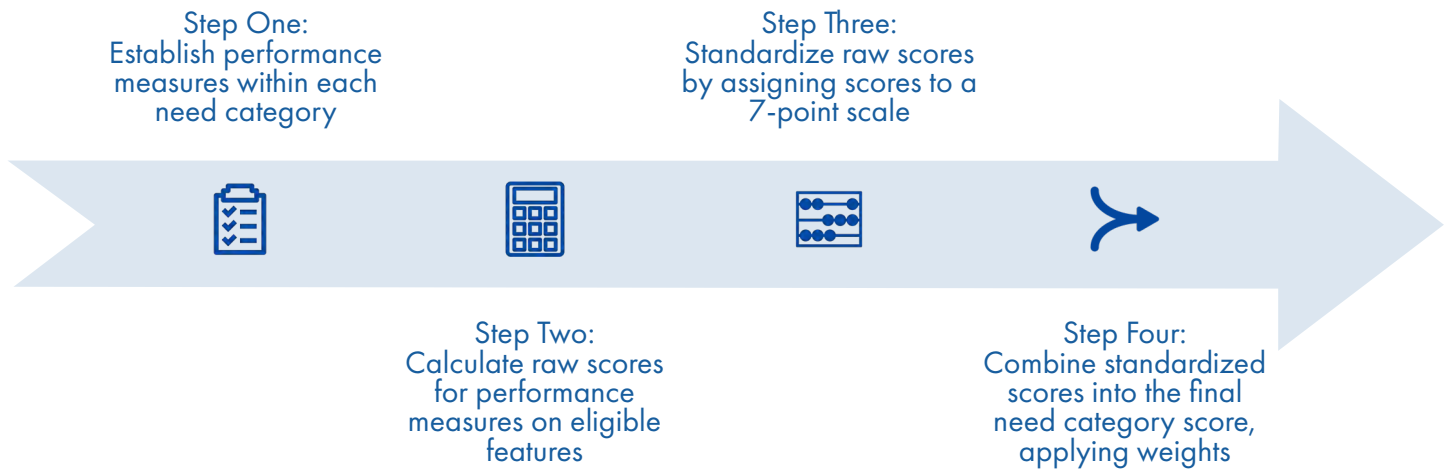 Step One:
Establish performance
measures within each
need category
Step Two:
Calculate raw scores
for performance
measures on eligible
features
Step Three:
Standardize raw scores
by assigning scores to a
7-point scale
Step Four:
Combine standardized
scores into the final
need category score,
applying weights